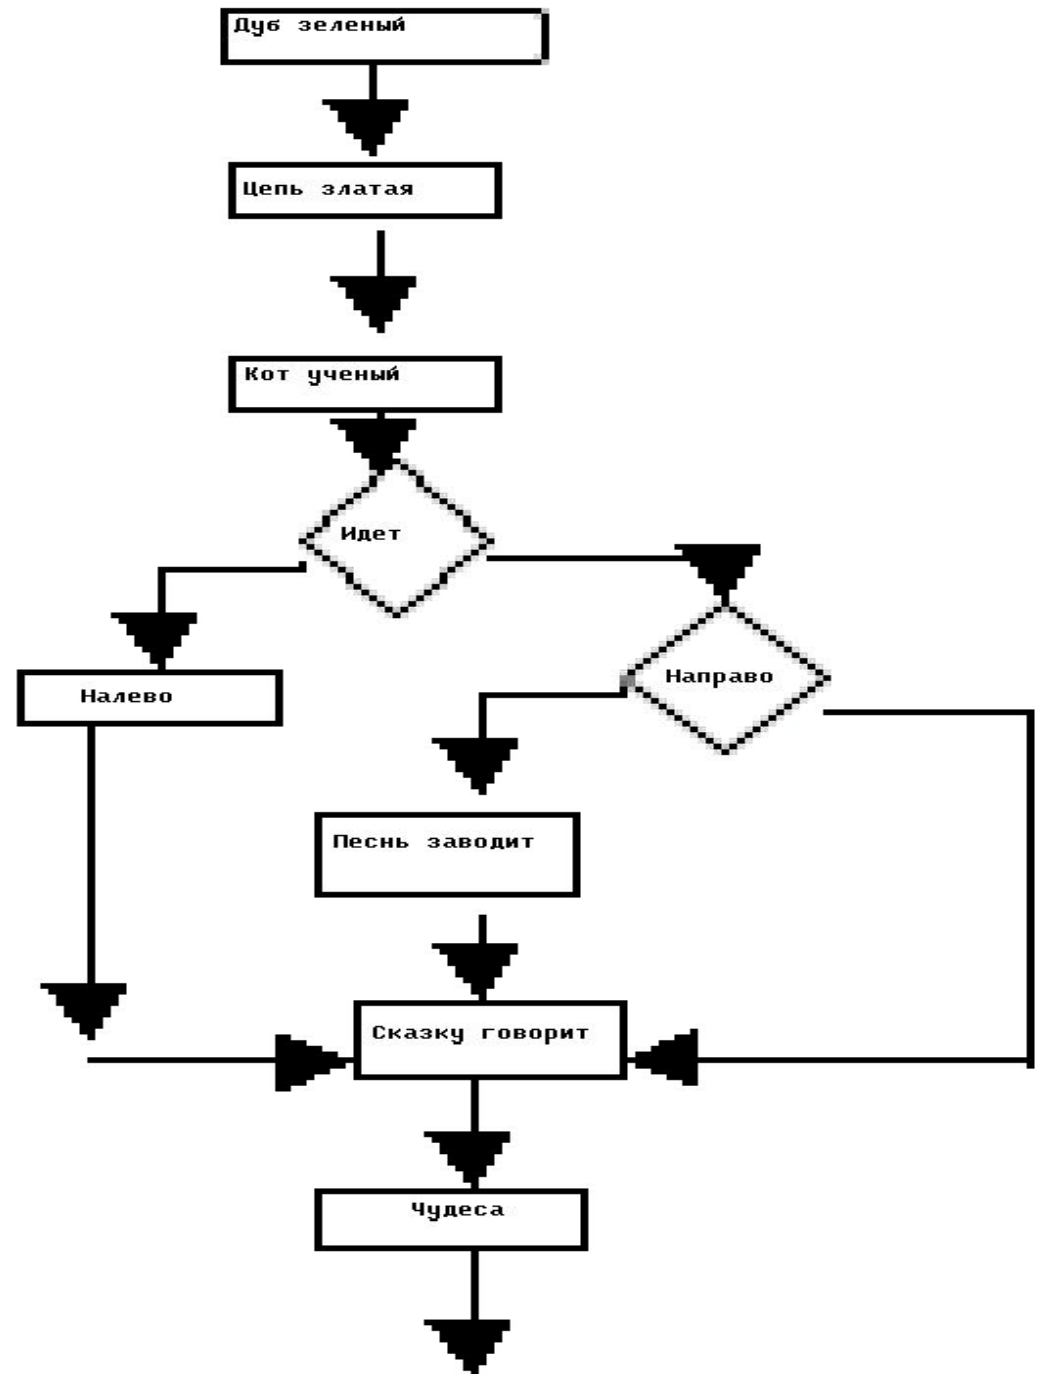 Дуб зеленый
Цепь златая
Кот ученый
Идет
Налево
Направо
Песнь заводит
Сказку говорит
Чудеса